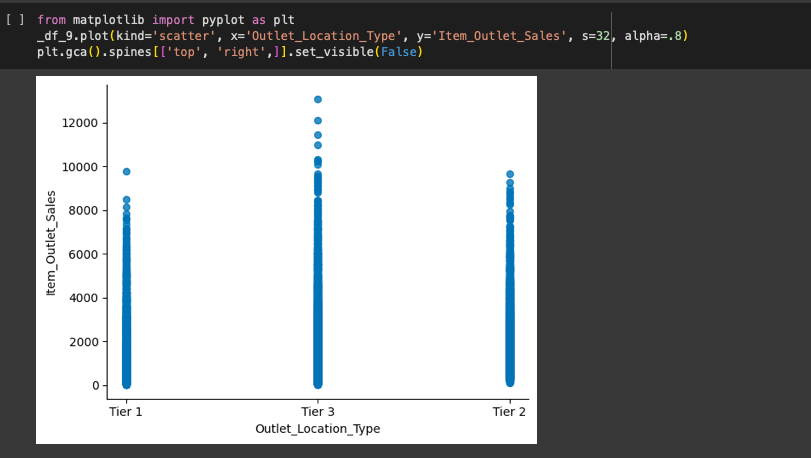 [ ] from matplotlib import pyplot as plt
_df_9.plot(kind='scatter', x='Outlet_Location_Type', y='Item_Outlet_Sales', s=32, alpha=.8)
plt.gca().spines[['top', 'right',]].set_visible(False)
12000
10000
8000
6000
4000
2000
0
Item_Outlet_Sales
Tier 1 Tier 3 Tier 2
Outlet_Location_Type